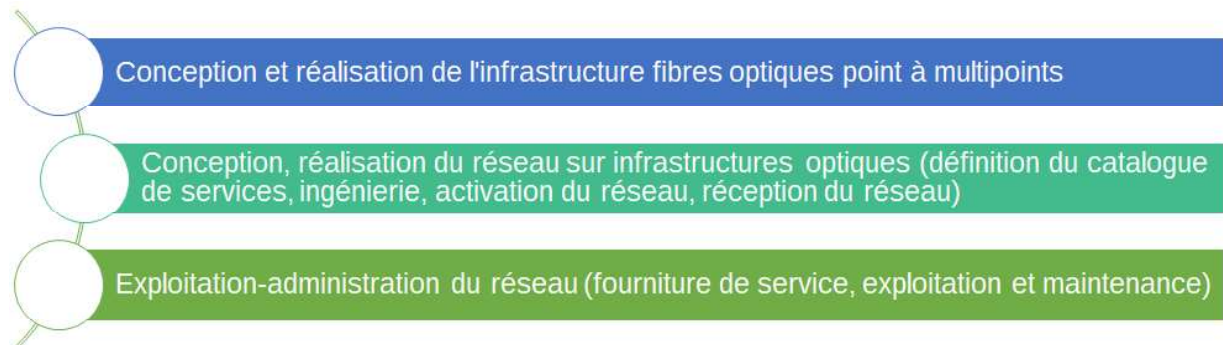 Conception et réalisation de l'infrastructure fibres optiques point à multipoints
Conception, réalisation du réseau sur infrastructures optiques (définition du catalogue
de services, ingénierie, activation du réseau, réception du réseau)
Exploitation-administration du réseau (fourniture de service, exploitation et maintenance)